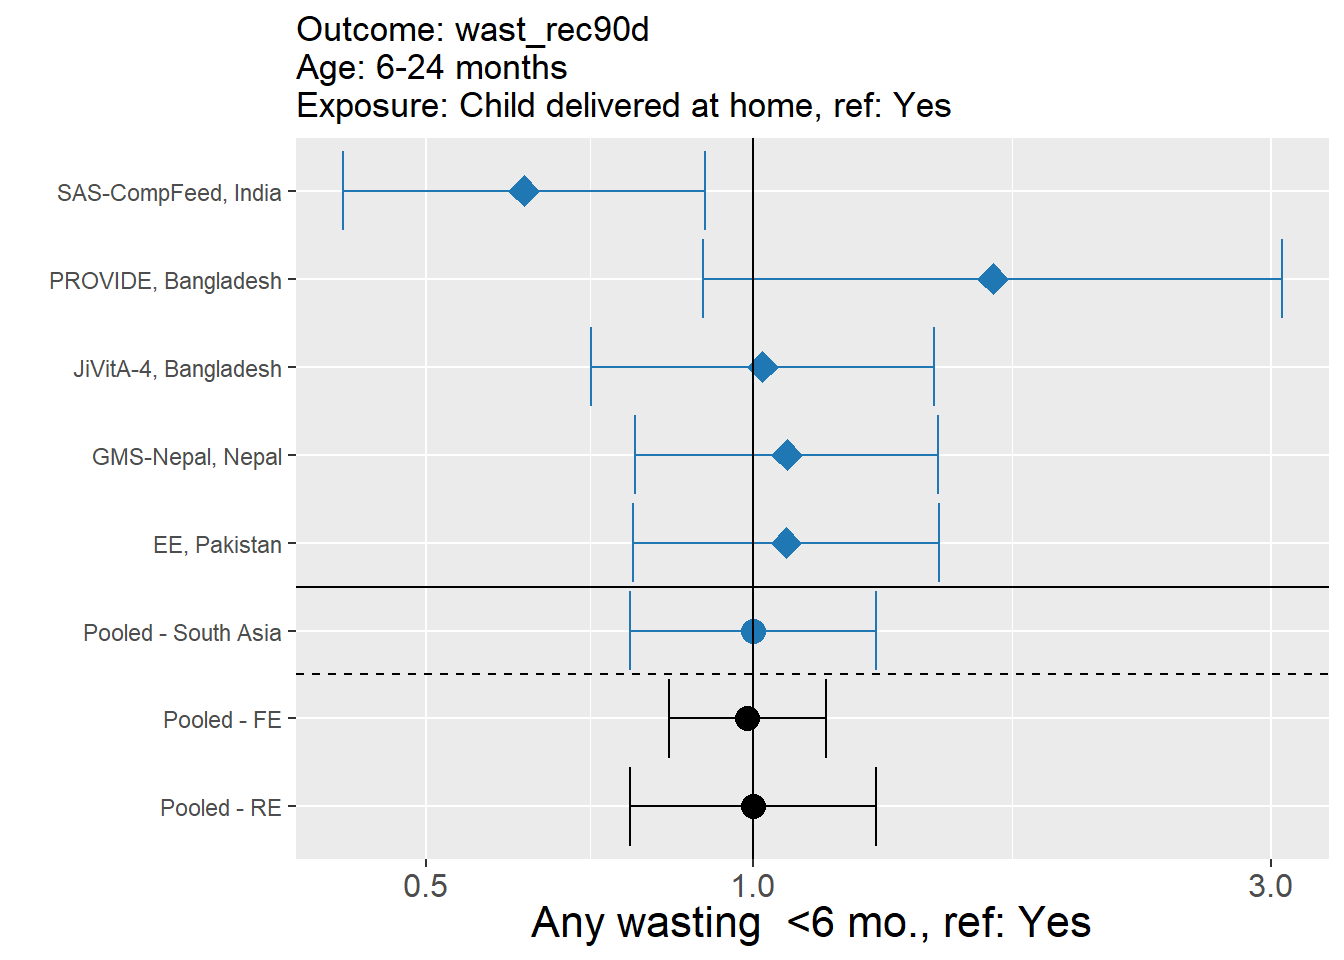 Outcome: wast_rec90d
Age: 6-24 months
Exposure: Child delivered at home, ref: Yes
SAS-CompFeed, India
PROVIDE, Bangladesh
JiVitA-4, Bangladesh
GMS-Nepal, Nepal
EE, Pakistan
Pooled - South Asia
Pooled - FE
Pooled - RE
0.5 1.0 3.0
Any wasting  <6 mo., ref: Yes